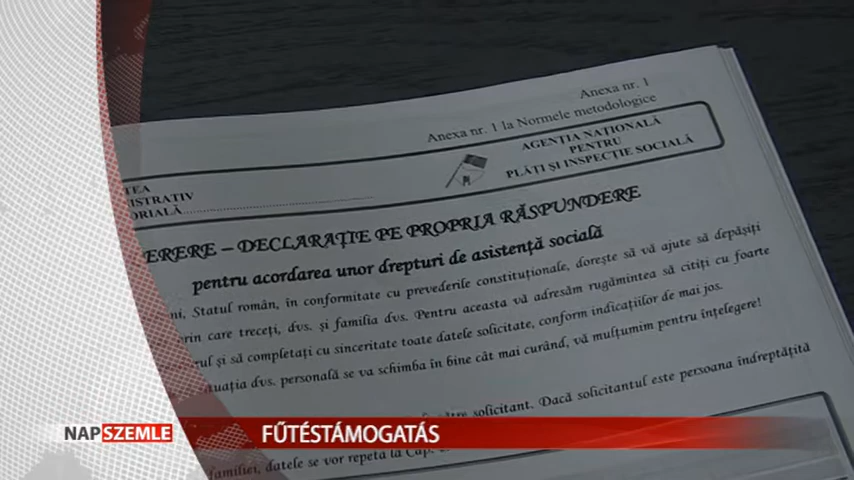 Anexa nr. 1
Anexa nr. 1 la Normele metodologice
AGENȚIA NAȚIONALĂ
PENTRU
PLĂȚI ȘI INSPECȚIE SOCIALĂ
TEA
ISTRATIV
ORIALĂ
ERERE – DECLARAȚIE PE PROPRIA RĂSPUNDERE
pentru acordarea unor drepturi de asistență socială
ni, Statul român, în conformitate cu prevederile constituționale, dorește să vă ajute să depășiți
prin care treceți, dvs. și familia dvs. Pentru aceasta vă adresăm rugămintea să citiți cu foarte
rul și să completați cu sinceritate toate datele solicitate, conform indicațiilor de mai jos.
tuația dvs. personală se va schimba în bine cât mai curând, vă mulțumim pentru înțelegere!
solicitant. Dacă solicitantul este persoana îndreptățită
familiei, datele se vor repeta la Cap.
NAPSZEMLE
FŰTÉSTÁMOGATÁS